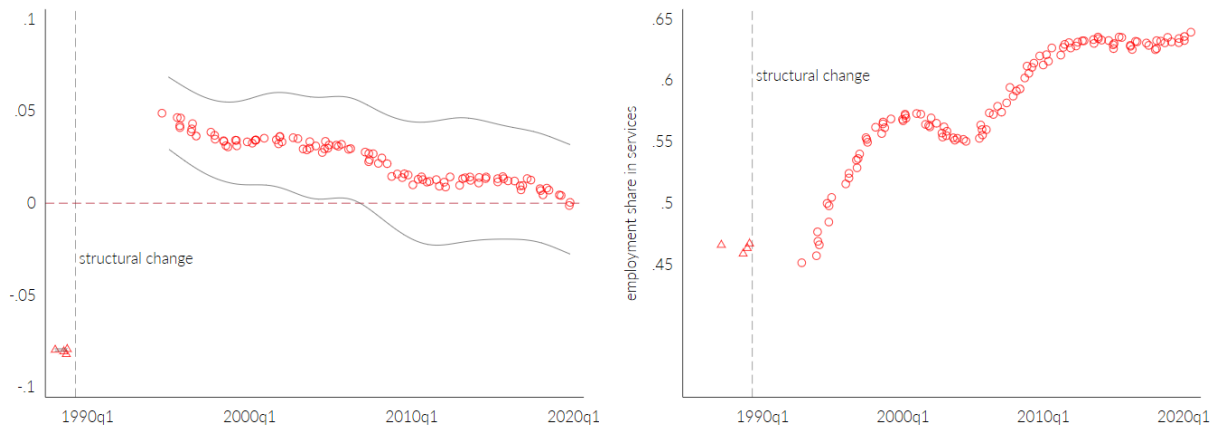 .1
.05
0
-.05
-.1
structural change
1990q1 2000q1 2010q1 2020q1
employment share in services
.65
.6
.55
.5
.45
structural change
1990q1 2000q1 2010q1 2020q1